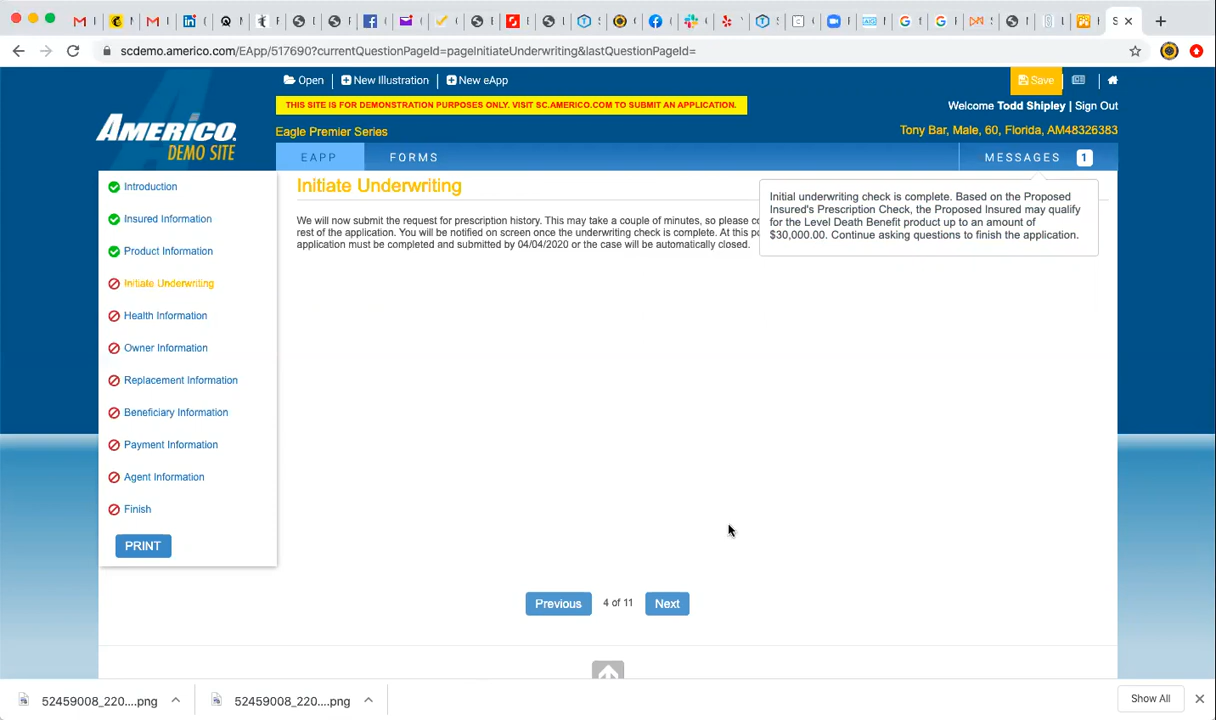 scdemo.americo.com/EApp/517690?currentQuestionPageId=pageInitiateUnderwriting&lastQuestionPageId=
Open
New Illustration
New eApp
Save
THIS SITE IS FOR DEMONSTRATION PURPOSES ONLY. VISIT SC.AMERICO.COM TO SUBMIT AN APPLICATION.
Welcome Todd Shipley | Sign Out
AMERICO
DEMO SITE
Eagle Premier Series
Tony Bar, Male, 60, Florida, AM48326383
EAPP
FORMS
MESSAGES 1
Introduction
Insured Information
Product Information
Initiate Underwriting
Health Information
Owner Information
Replacement Information
Beneficiary Information
Payment Information
Agent Information
Finish
PRINT
Initiate Underwriting
We will now submit the request for prescription history. This may take a couple of minutes, so please
rest of the application. You will be notified on screen once the underwriting check is complete. At this
application must be completed and submitted by 04/04/2020 or the case will be automatically closed.
Initial underwriting check is complete. Based on the Proposed
Insured's Prescription Check, the Proposed Insured may qualify
for the Level Death Benefit product up to an amount of
$30,000.00. Continue asking questions to finish the application.
Previous
4 of 11
Next
52459008_220....png
52459008_220....png
Show All